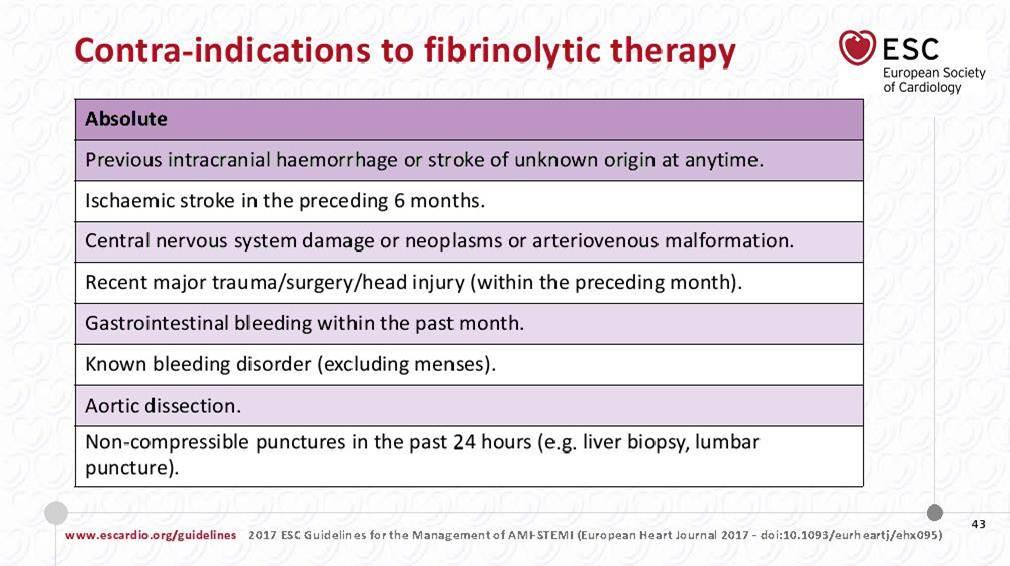 Contra-indications to fibrinolytic therapy
ESC
European Society
of Cardiology
Absolute
Previous intracranial haemorrhage or stroke of unknown origin at anytime.
Ischaemic stroke in the preceding 6 months.
Central nervous system damage or neoplasms or arteriovenous malformation.
Recent major trauma/surgery/head injury (within the preceding month).
Gastrointestinal bleeding within the past month.
Known bleeding disorder (excluding menses).
Aortic dissection.
Non-compressible punctures in the past 24 hours (e.g. liver biopsy, lumbar
puncture).
43
www.escardio.org/guidelines 2017 ESC Guidelines for the Management of AMI-STEMI (European Heart Journal 2017 - doi:10.1093/eurheartj/ehx095)